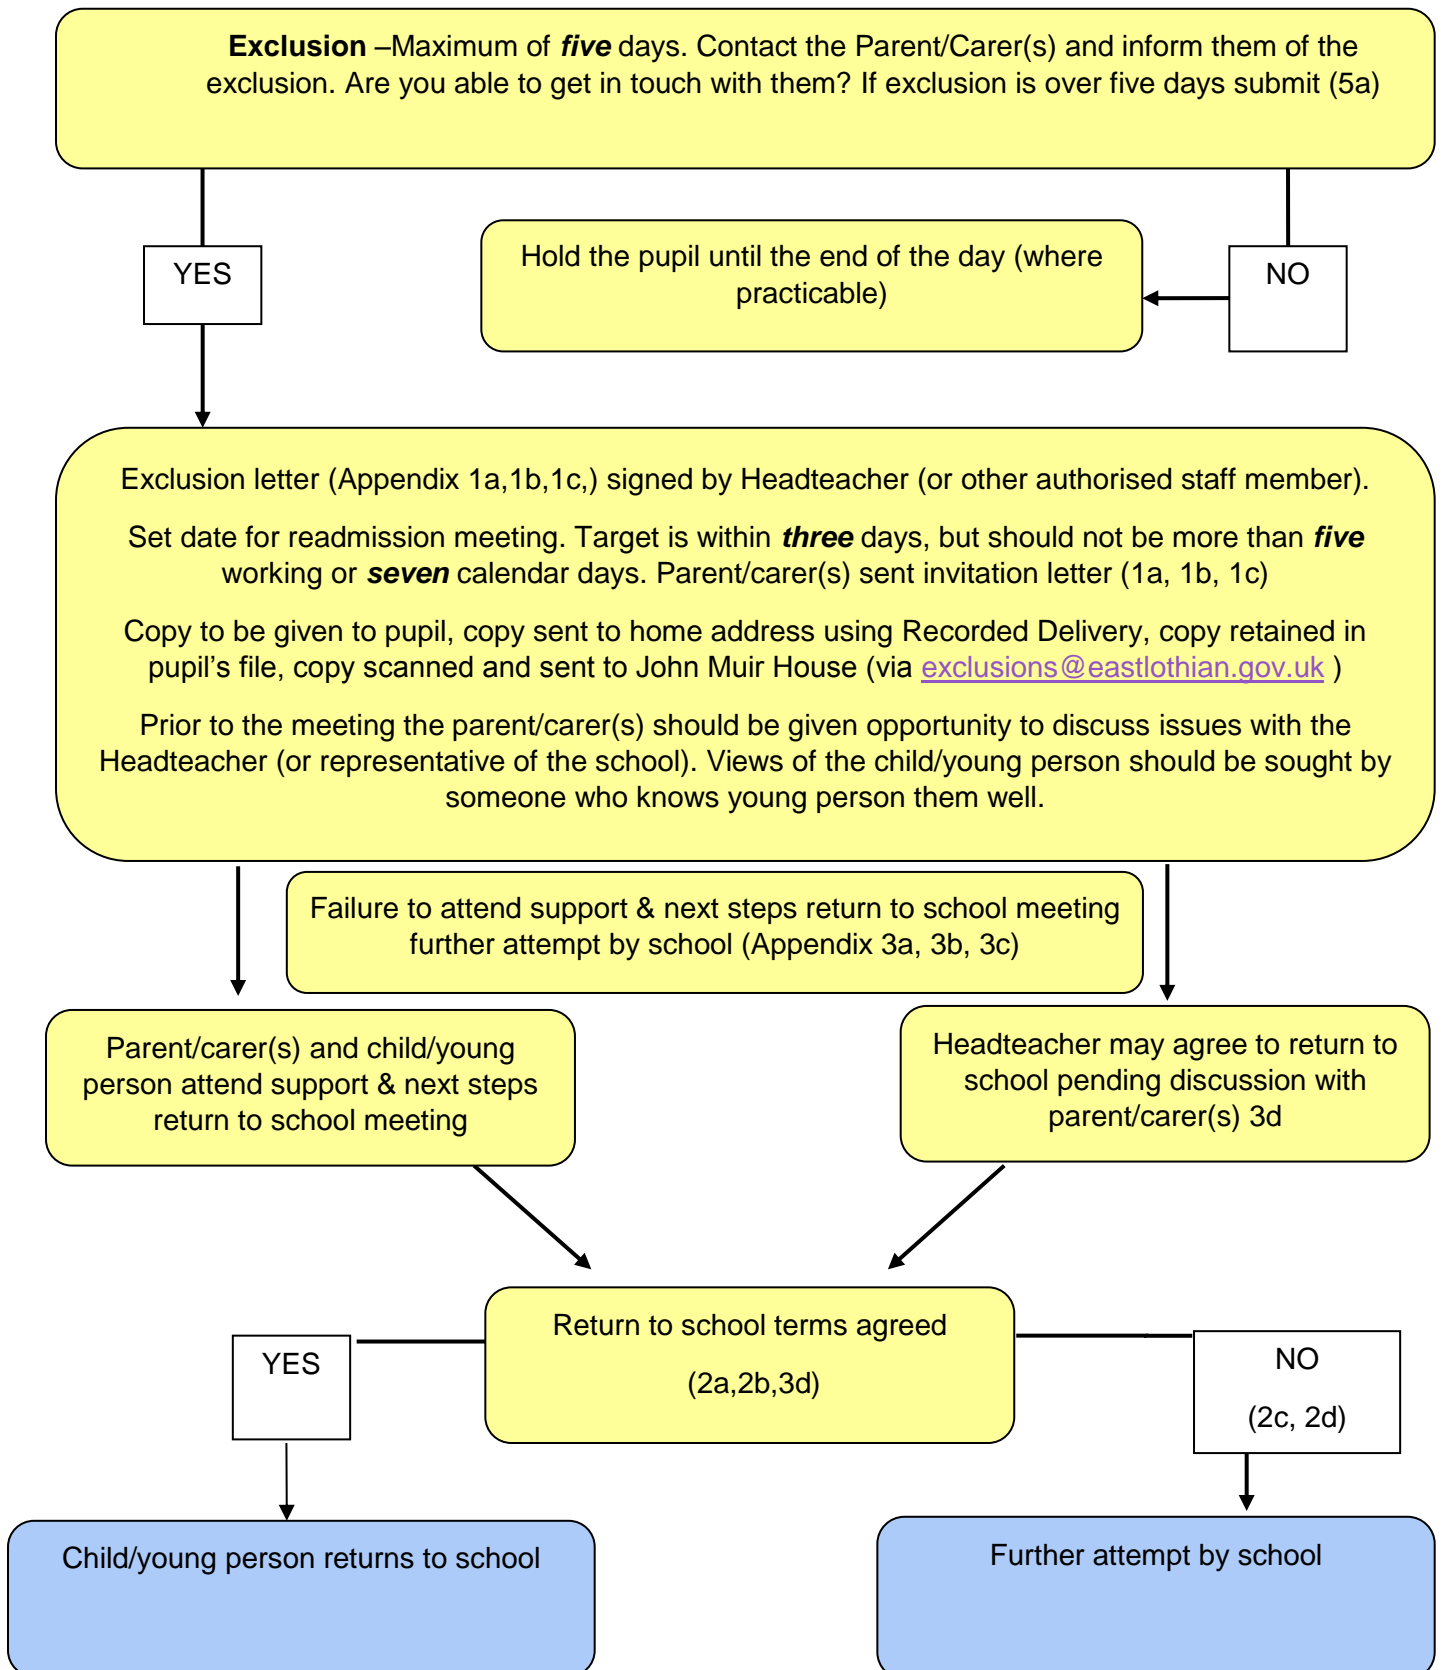 Exclusion –Maximum of five days. Contact the Parent/Carer(s) and inform them of the
exclusion. Are you able to get in touch with them? If exclusion is over five days submit (5a)
YES
Hold the pupil until the end of the day (where
practicable)
NO
Exclusion letter (Appendix 1a,1b,1c,) signed by Headteacher (or other authorised staff member).
Set date for readmission meeting. Target is within three days, but should not be more than five
working or seven calendar days. Parent/carer(s) sent invitation letter (1a, 1b, 1c)
Copy to be given to pupil, copy sent to home address using Recorded Delivery, copy retained in
pupil's file, copy scanned and sent to John Muir House (via exclusions@eastlothian.gov.uk )
Prior to the meeting the parent/carer(s) should be given opportunity to discuss issues with the
Headteacher (or representative of the school). Views of the child/young person should be sought by
someone who knows young person them well.
Failure to attend support & next steps return to school meeting
further attempt by school (Appendix 3a, 3b, 3c)
Parent/carer(s) and child/young
person attend support & next steps
return to school meeting
Headteacher may agree to return to
school pending discussion with
parent/carer(s) 3d
Return to school terms agreed
(2a,2b,3d)
YES
NO
(2c, 2d)
Child/young person returns to school
Further attempt by school